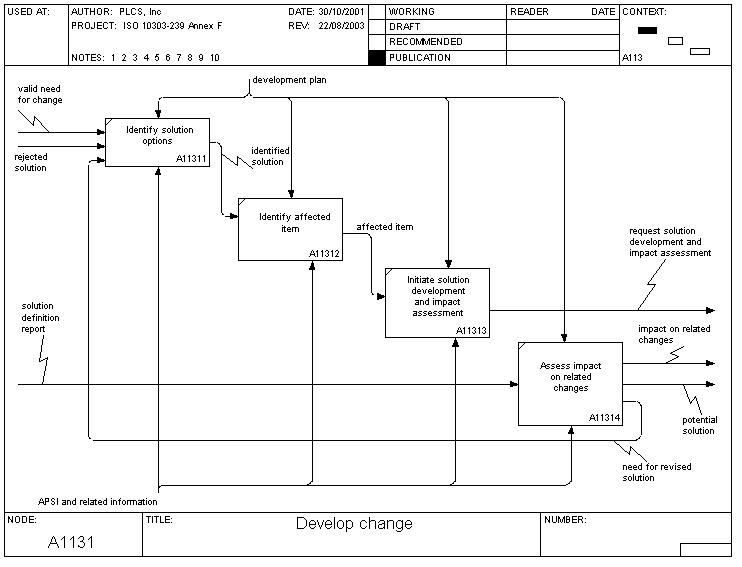 USED AT:
AUTHOR: PLCS, Inc
DATE: 30/10/2001
PROJECT: ISO 10303-239 Annex F
REV: 22/08/2003
NOTES: 1 2 3 4 5 6 7 8 9 10
WORKING
DRAFT
RECOMMENDED
PUBLICATION
READER DATE
CONTEXT:
A113
development plan
valid need
for change
rejected
solution
Identify solution
options
A11311
identified
solution
Identify affected
item
A11312
affected item
Initiate solution
development
and impact
assessment
A11313
request solution
development and
impact assessment
solution
definition
report
Assess impact
on related
changes
A11314
impact on related
changes
potential
solution
need for revised
solution
APSI and related information
NODE:
A1131
TITLE:
Develop change
NUMBER: